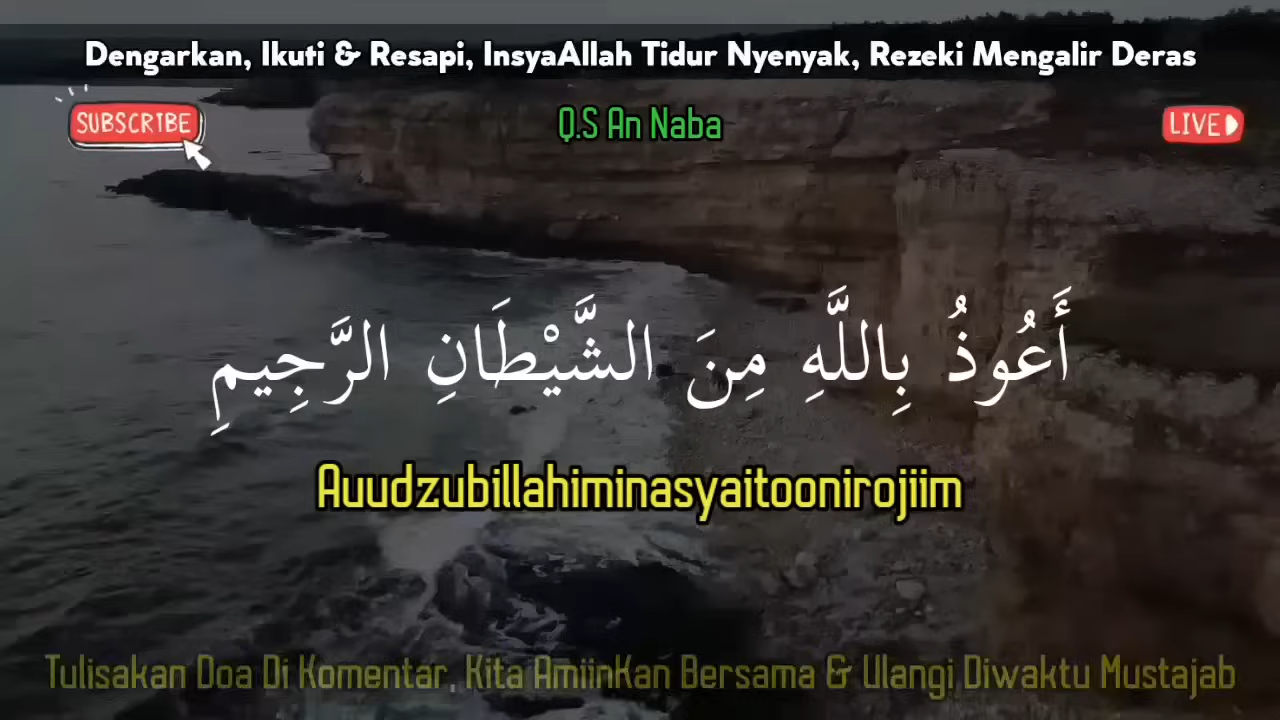 Dengarkan, Ikuti & Resapi, InsyaAllah Tidur Nyenyak, Rezeki Mengalir Deras
SUBSCRIBE
Q.S An Naba
LIVE
أَعُوذُ بِاللَّهِ مِنَ الشَّيْطَانِ الرَّجِيمِ
Auudzubillahiminasyaitoonirojiim
Tulisakan Doa Di Komentar, Kita AmiinKan Bersama & Ulangi Diwaktu Mustajab